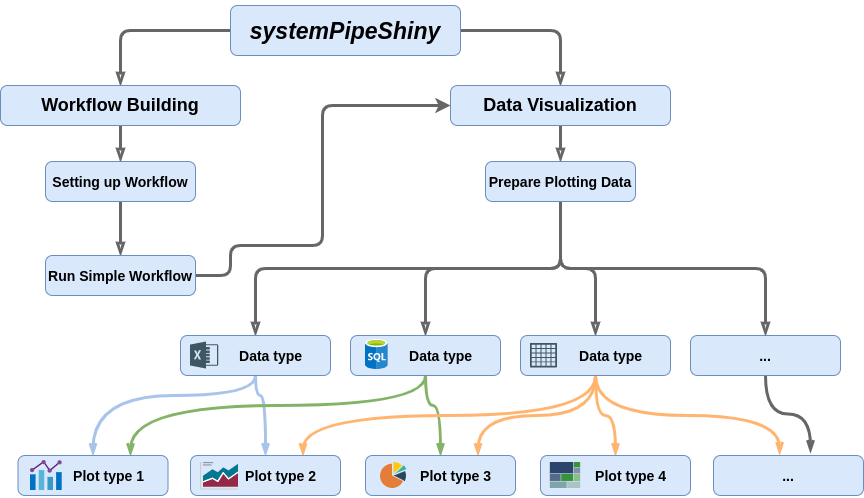 systemPipeShiny
Workflow Building
Data Visualization
Setting up Workflow
Prepare Plotting Data
Run Simple Workflow
X
Data type
SQL
Data type
Data type
...
Plot type 1
Plot type 2
Plot type 3
Plot type 4
...